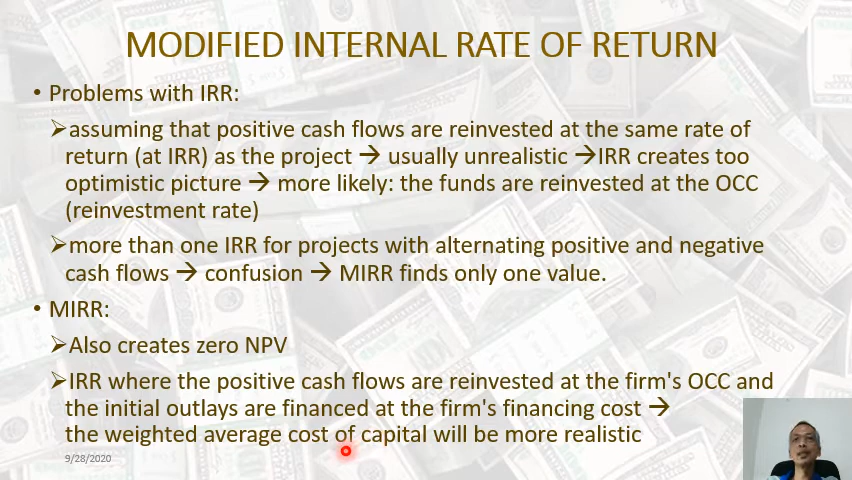 MODIFIED INTERNAL RATE OF RETURN
• Problems with IRR:
➢assuming that positive cash flows are reinvested at the same rate of
return (at IRR) as the project → usually unrealistic →IRR creates too
optimistic picture → more likely: the funds are reinvested at the OCC
(reinvestment rate)
➢more than one IRR for projects with alternating positive and negative
cash flows → confusion → MIRR finds only one value.
• MIRR:
➢Also creates zero NPV
➢IRR where the positive cash flows are reinvested at the firm's OCC and
the initial outlays are financed at the firm's financing cost →
the weighted average cost of capital will be more realistic
9/28/2020